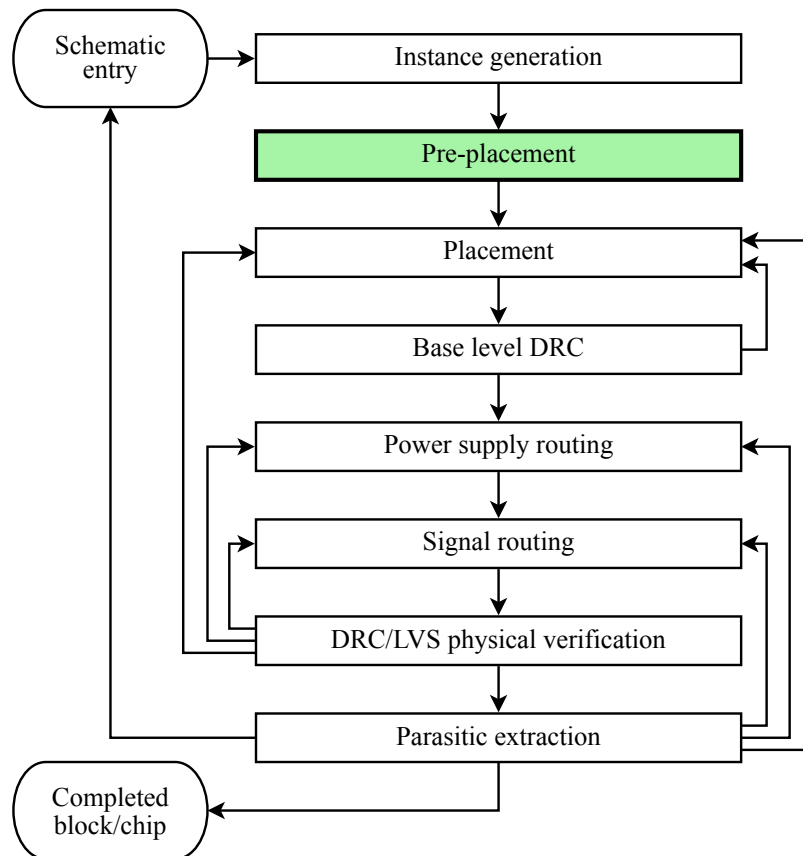 Schematic
entry
Instance generation
Pre-placement
Placement
Base level DRC
Power supply routing
Signal routing
DRC/LVS physical verification
Parasitic extraction
Completed
block/chip